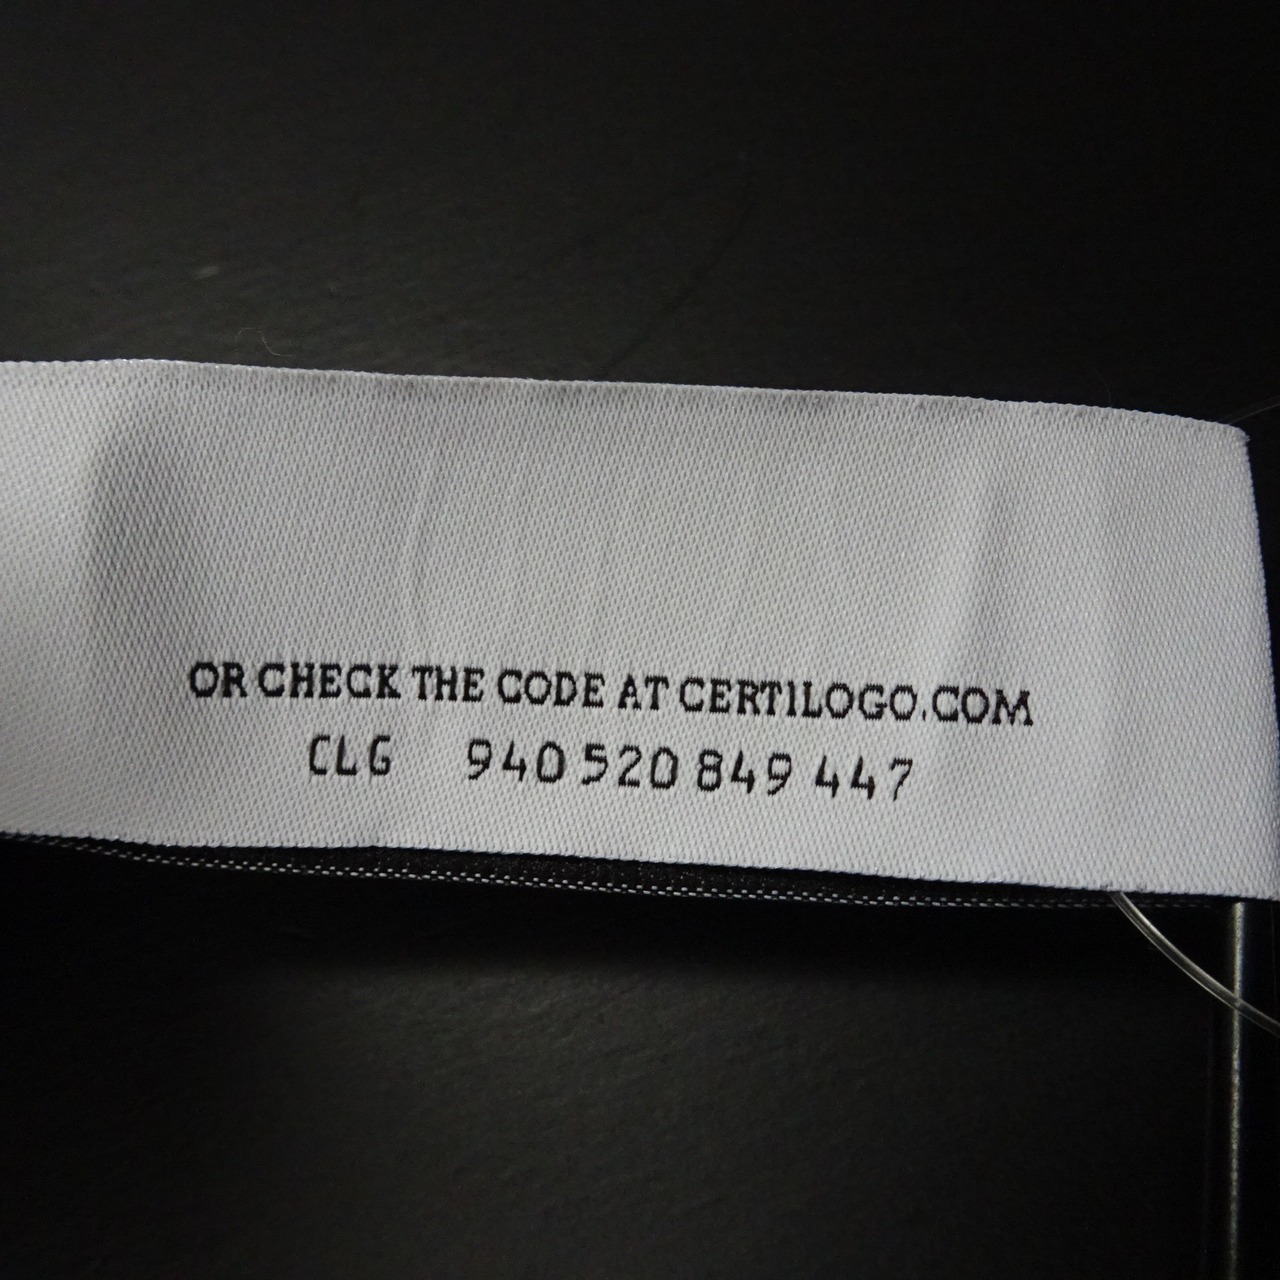 OR CHECK THE CODE AT CERTILOGO.COM
CLG 940 520 849 447